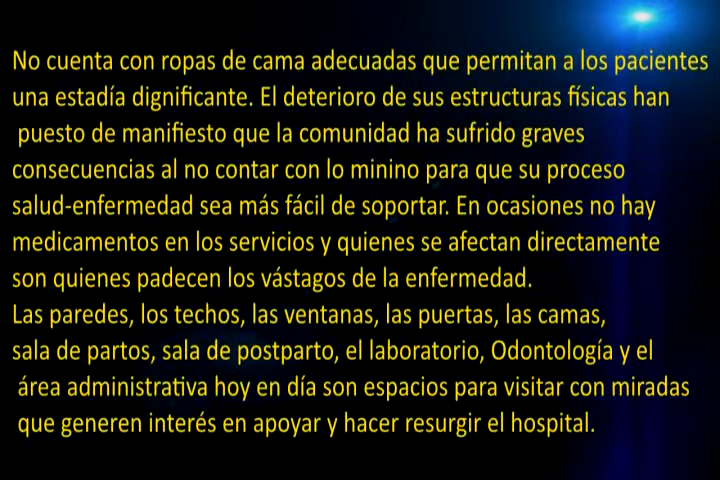 No cuenta con ropas de cama adecuadas que permitan a los pacientes
una estadía dignificante. El deterioro de sus estructuras físicas han
puesto de manifiesto que la comunidad ha sufrido graves
consecuencias al no contar con lo minino para que su proceso
salud-enfermedad sea más fácil de soportar. En ocasiones no hay
medicamentos en los servicios y quienes se afectan directamente
son quienes padecen los vástagos de la enfermedad.
Las paredes, los techos, las ventanas, las puertas, las camas,
sala de partos, sala de postparto, el laboratorio, Odontología y el
área administrativa hoy en día son espacios para visitar con miradas
que generen interés en apoyar y hacer resurgir el hospital.